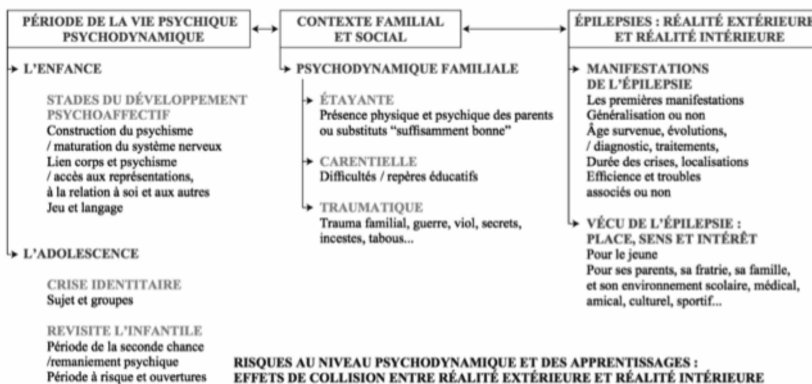 PÉRIODE DE LA VIE PSYCHIQUE
PSYCHODYNAMIQUE
L'ENFANCE
STADES DU DÉVELOPPEMENT
PSYCHOAFFECTIF
Construction du psychisme
/ maturation du système nerveux
Lien corps et psychisme
/ accès aux représentations,
à la relation à soi et aux autres
Jeu et langage
L'ADOLESCENCE
CRISE IDENTITAIRE
Sujet et groupes
REVISITE L'INFANTILE
Période de la seconde chance
/remaniement psychique
Période à risque et ouvertures
CONTEXTE FAMILIAL
ET SOCIAL
PSYCHODYNAMIQUE FAMILIALE
ÉTAYANTE
Présence physique et psychique des parents
ou substituts “suffisamment bonne”
CARENTIELLE
Difficultés / repères éducatifs
TRAUMATIQUE
Trauma familial, guerre, viol, secrets,
incestes, tabous...
ÉPILEPSIES : RÉALITÉ EXTÉRIEURE
ET RÉALITÉ INTÉRIEURE
MANIFESTATIONS
DE L'ÉPILEPSIE
Les premières manifestations
Généralisation ou non
Âge survenue, évolutions,
/ diagnostic, traitements,
Durée des crises, localisations
Efficience et troubles
associés ou non
VÉCU DE L'ÉPILEPSIE :
PLACE, SENS ET INTÉRÊT
Pour le jeune
Pour ses parents, sa fratrie, sa famille,
et son environnement scolaire, médical,
amical, culturel, sportif...
RISQUES AU NIVEAU PSYCHODYNAMIQUE ET DES APPRENTISSAGES :
EFFETS DE COLLISION ENTRE RÉALITÉ EXTÉRIEURE ET RÉALITÉ INTÉRIEURE